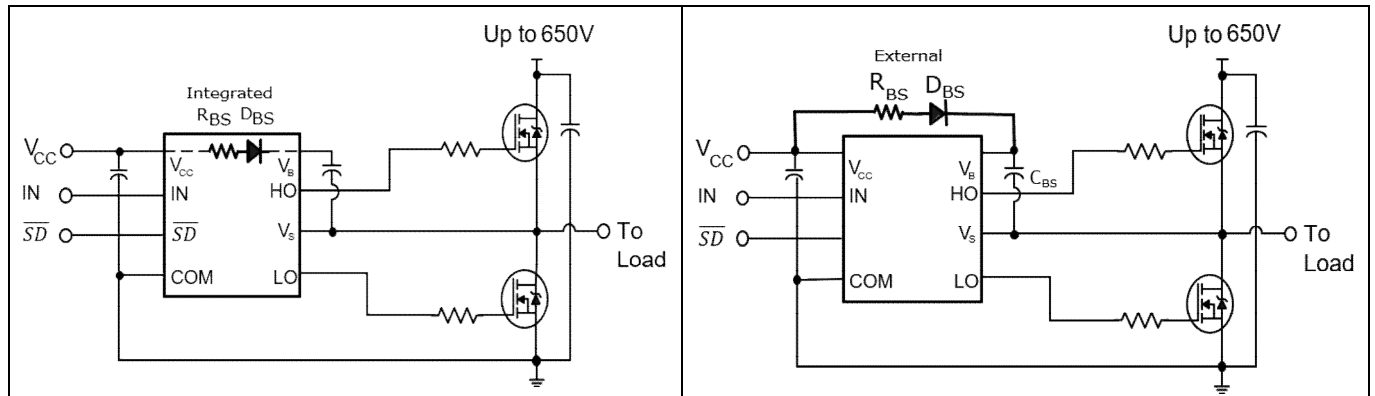 Up to 650V
Integrated
RBS DBS
VCC
VCC
VB
IN
IN
HO
SD
SD
VS
To
Load
COM
LO
Up to 650V
External
RBS
DBS
VCC
VCC
VB
CBS
IN
IN
HO
SD
VS
To
Load
COM
LO